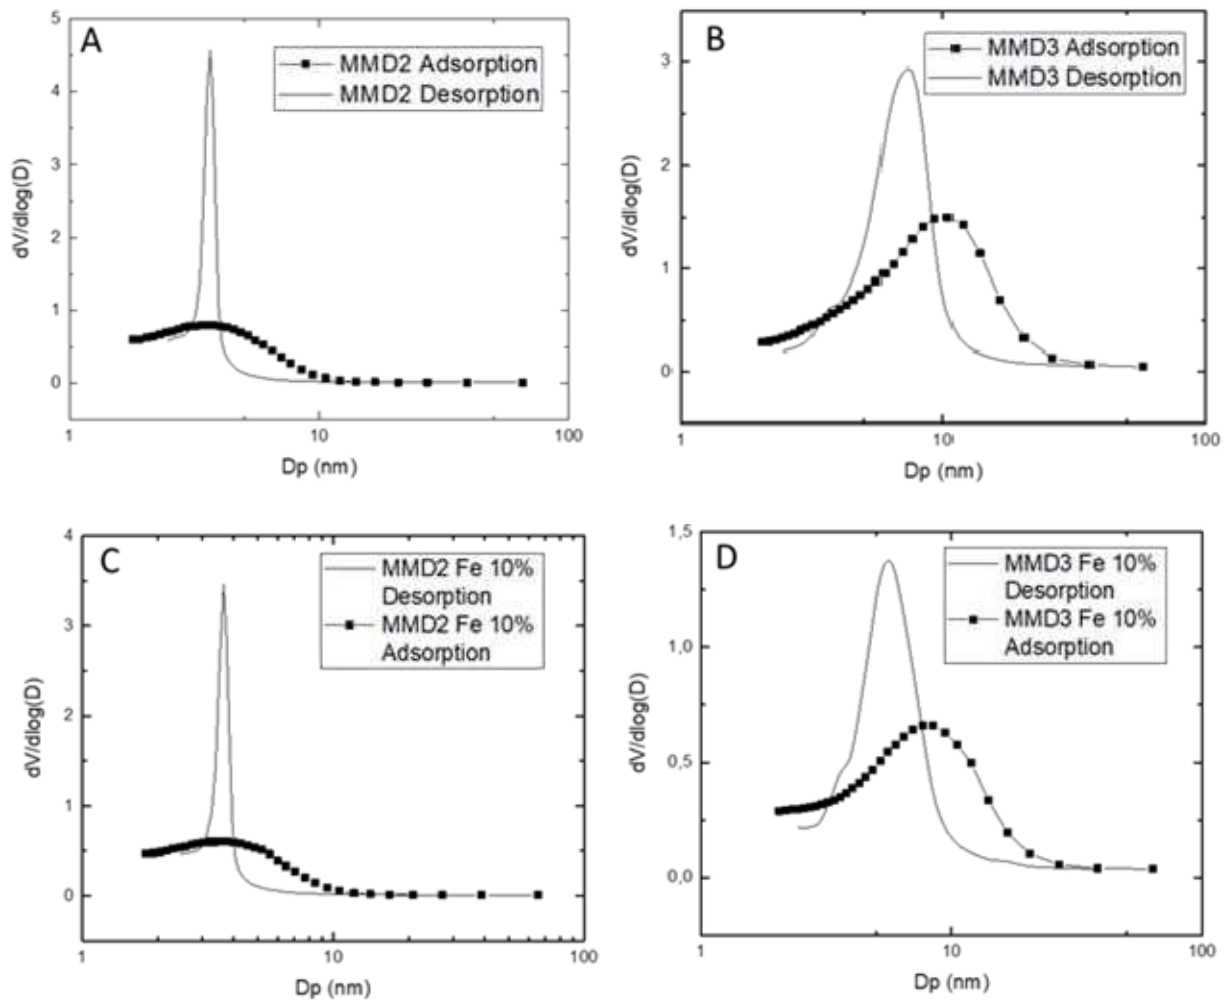 A
MMD2 Adsorption
MMD2 Desorption
5
4
3
2
1
0
dV/dlog(D)
1
10
100
Dp (nm)
B
MMD3 Adsorption
MMD3 Desorption
3
2
1
0
dV/dlog(D)
1
10
100
Dp (nm)
C
MMD2 Fe 10%
Desorption
MMD2 Fe 10%
Adsorption
4
3
2
1
0
dV/dlog(D)
1
10
100
Dp (nm)
D
MMD3 Fe 10%
Desorption
MMD3 Fe 10%
Adsorption
1,5
1,0
0,5
0,0
dV/dlog(D)
1
10
100
Dp (nm)